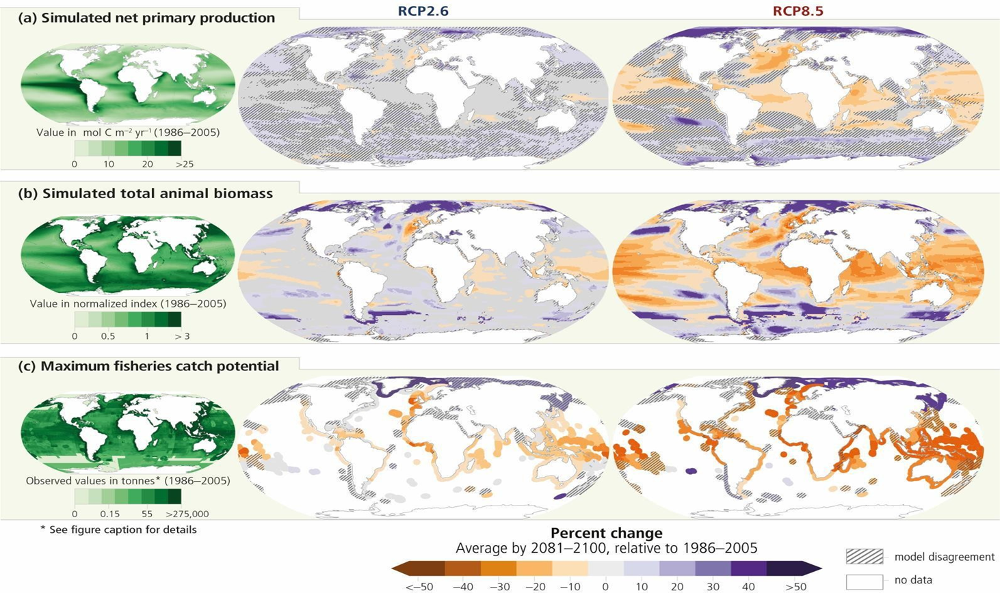 RCP2.6
RCP8.5
(a) Simulated net primary production
Value in mol C m⁻² yr⁻¹ (1986–2005)
0 10 20 >25
(b) Simulated total animal biomass
Value in normalized index (1986–2005)
0 0.5 1 > 3
(c) Maximum fisheries catch potential
Observed values in tonnes* (1986–2005)
0 0.15 55 >275,000
* See figure caption for details
Percent change
Average by 2081–2100, relative to 1986–2005
<–50 –40 –30 –20 –10 0 10 20 30 40 >50
model disagreement
no data